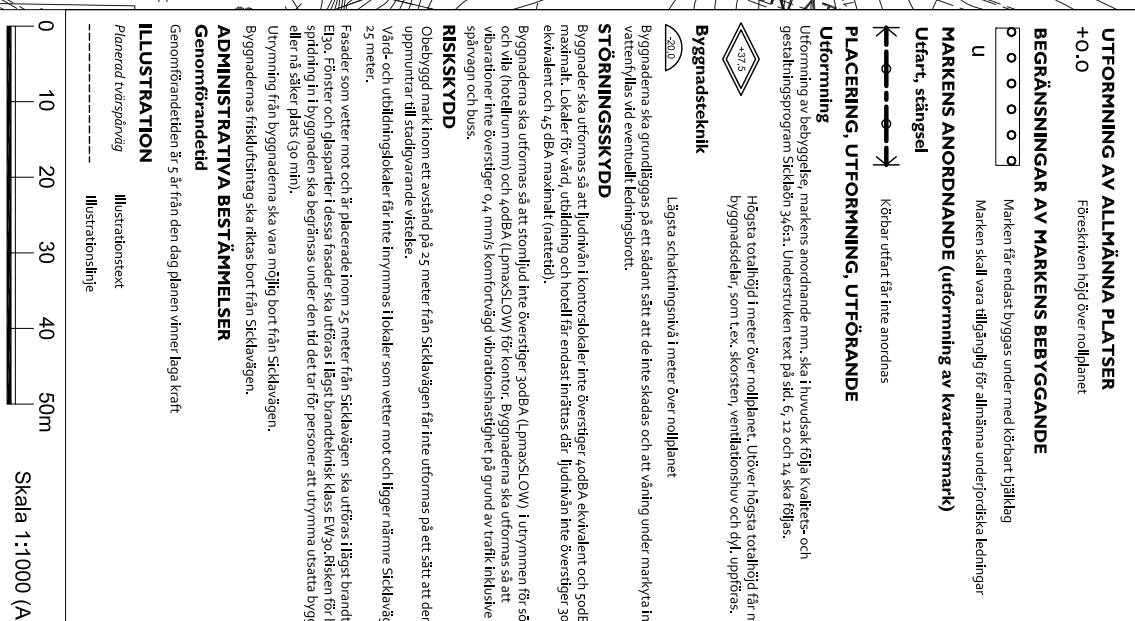 UTFORMNING AV ALLMÄNNA PLATSER
+0.0 Föreskriven höjd över nollplanet
BEGRÄNSNINGAR AV MARKENS BEBYGGANDE
Marken får endast byggas under med körbart bjälklag
u Marken skall vara tillgänglig för allmänna underjordiska ledningar
MARKENS ANORDNANDE (utformning av kvartersmark)
Utfart, stängsel
Körbar utfart får inte anordnas
PLACERING, UTFORMNING, UTFÖRANDE
Utformning
Utformning av bebyggelse, markens anordnande mm. ska i huvudsak följa Kvalitets- och
gestaltningsprogram Sicklaön 346:1. Understruken text på sid. 6, 12 och 14 ska följas.
+37.5 Högsta totalhöjd i meter över nollplanet. Utöver högsta totalhöjd får
byggnadsdelar, som t.ex. skorsten, ventilationshuv och dyl. uppföras.
Byggnadsteknik
-20.0 Lägsta schaktningsnivå i meter över nollplanet
Byggnaderna ska grundläggas på ett sådant sätt att de inte skadas och att våning under markyta
vattenfyllas vid eventuellt ledningsbrott.
STÖRNINGSSKYDD
Byggnader ska utformas så att ljudnivån i kontorslokaler inte överstiger 40dBA ekvivalent och
maximalt. Lokaler för vård, utbildning och hotell får endast inrättas där ljudnivån inte överstiger 30
ekvivalent och 45 dBA maximalt (nattetid).
Byggnaderna ska utformas så att stomljud inte överstiger 30dBA (LpmaxSLOW) i utrymmen för
och vila (hotellrum mm) och 40dBA (LpmaxSLOW) för kontor. Byggnaderna ska utformas så att
vibrationer inte överstiger 0,4 mm/s komfortvägd vibrationshastighet på grund av trafik inklusive
spårvagn och buss.
RISKSKYDD
Obebyggd mark inom ett avstånd på 25 meter från Sicklavägen får inte utformas på ett sätt att
uppmuntrar till stadigvarande vistelse.
Vård- och utbildningslokaler får inte inrymmas i lokaler som vetter mot och ligger närmre
25 meter.
Fasader som vetter mot och är placerade inom 25 meter från Sicklavägen ska utföras i lägst
EI30. Fönster och glaspartier i dessa fasader ska utföras i lägst brandteknisk klass EW30.Risken för
spridning in i byggnaden ska begränsas under den tid det tar för personer att utrymma utsatta
eller nå säker plats (30 min).
Utrymning från byggnaderna ska vara möjlig bort från Sicklavägen.
Byggnadernas friskluftsintag ska riktas bort från Sicklavägen.
ADMINISTRATIVA BESTÄMMELSER
Genomförandetid
Genomförandetiden är 5 år från den dag planen vinner laga kraft
ILLUSTRATION
Planerad tvärspårväg Illustrationstext
Illustrationslinje
0 10 20 30 40 50m
Skala 1:1000 (A